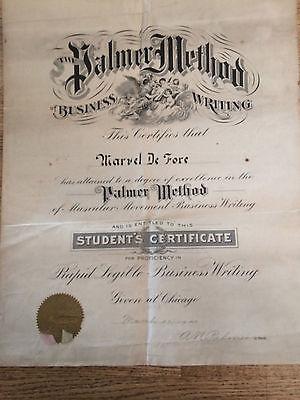 THE Palmer Method
OF BUSINESS WRITING
This Certifies that
Marvel De Fore
has attained to a degree of excellence in the
Palmer Method
of Muscular Movement Business Writing
AND IS ENTITLED TO THIS
STUDENT'S CERTIFICATE
FOR PROFICIENCY IN
Rapid Legible Business Writing
Given at Chicago
A.N. Palmer